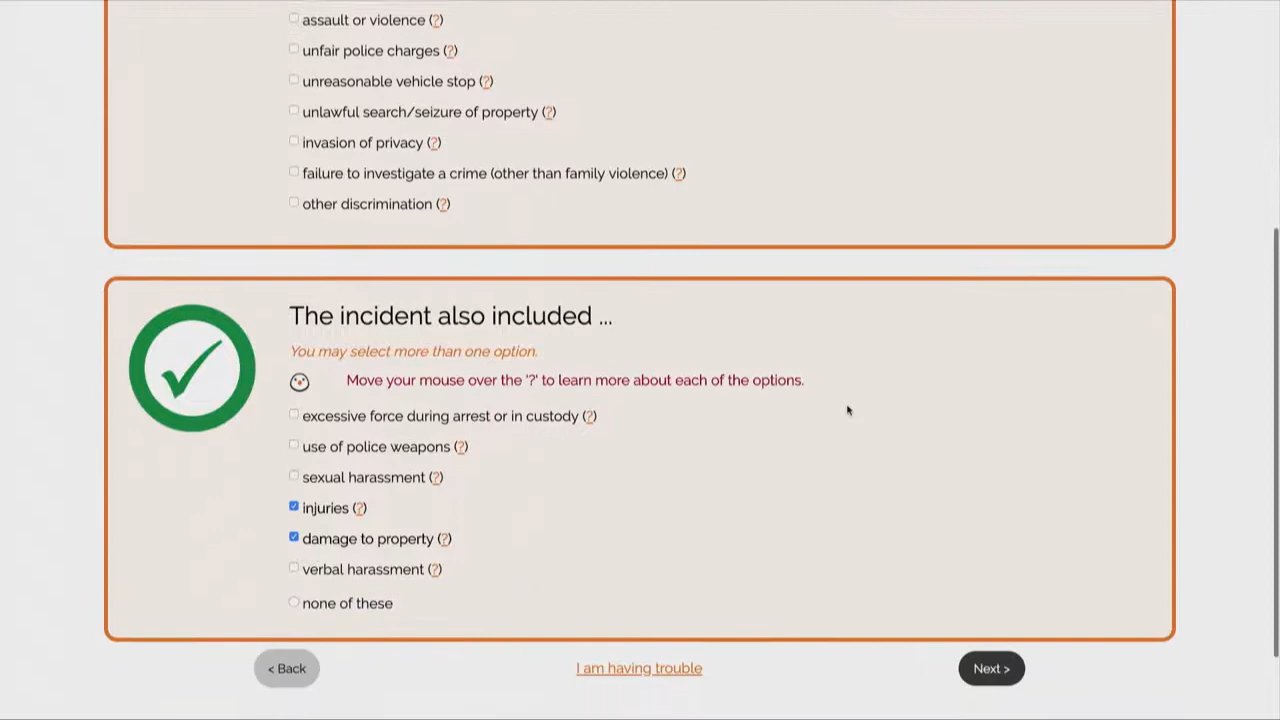 assault or violence (?)
unfair police charges (?)
unreasonable vehicle stop (?)
unlawful search/seizure of property (?)
invasion of privacy (?)
failure to investigate a crime (other than family violence) (?)
other discrimination (?)
The incident also included ...
You may select more than one option.
Move your mouse over the '?' to learn more about each of the options.
excessive force during arrest or in custody (?)
use of police weapons (?)
sexual harassment (?)
injuries (?)
damage to property (?)
verbal harassment (?)
none of these
< Back
I am having trouble
Next >